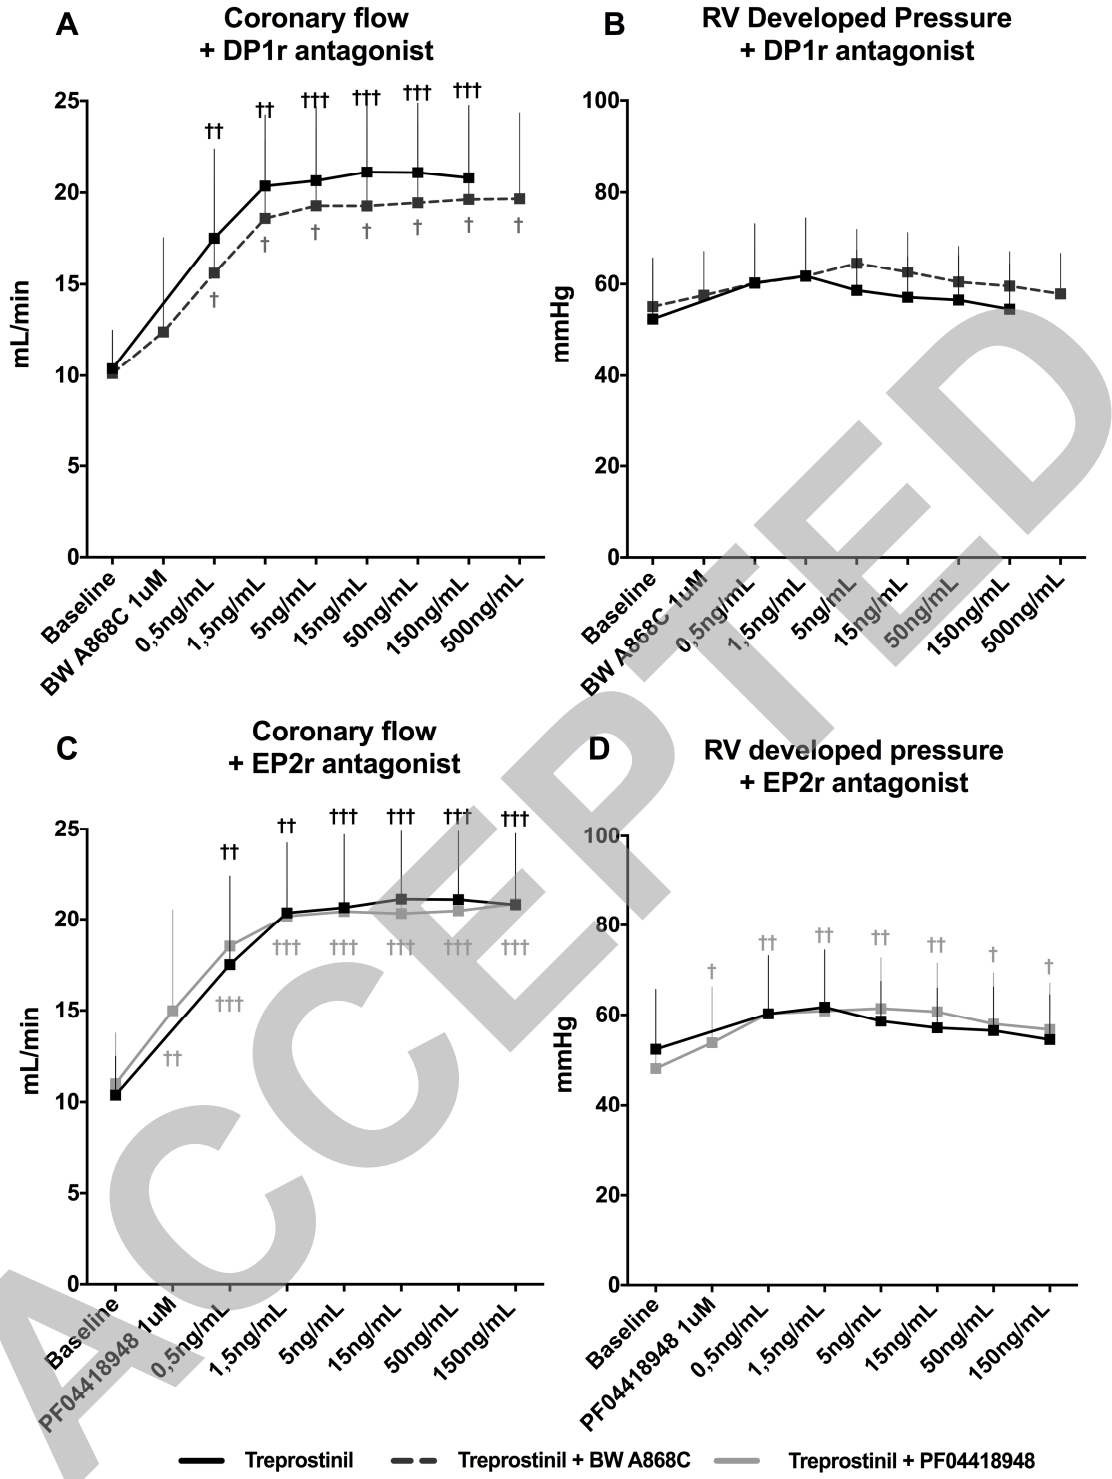 A
Coronary flow
+ DP1r antagonist
B
RV Developed Pressure
+ DP1r antagonist
††
††
†††
†††
†††
†††
25
20
15
10
5
0
mL/min
†
†
†
†
†
†
†
Baseline
BW A868C 1uM
0,5ng/mL
1,5ng/mL
5ng/mL
15ng/mL
50ng/mL
150ng/mL
500ng/mL
100
80
60
40
20
0
mmHg
Baseline
BW A868C 1uM
0,5ng/mL
1,5ng/mL
5ng/mL
15ng/mL
50ng/mL
150ng/mL
500ng/mL
C
Coronary flow
+ EP2r antagonist
D
RV developed pressure
+ EP2r antagonist
††
††
†††
†††
†††
†††
25
20
15
10
5
0
mL/min
††
†††
†††
†††
†††
†††
†††
Baseline
PF04418948 1uM
0,5ng/mL
1,5ng/mL
5ng/mL
15ng/mL
50ng/mL
150ng/mL
100
80
60
40
20
0
mmHg
†
††
††
††
††
†
†
Baseline
PF04418948 1uM
0,5ng/mL
1,5ng/mL
5ng/mL
15ng/mL
50ng/mL
150ng/mL
Treprostinil
Treprostinil + BW A868C
Treprostinil + PF04418948
ACCEPTED